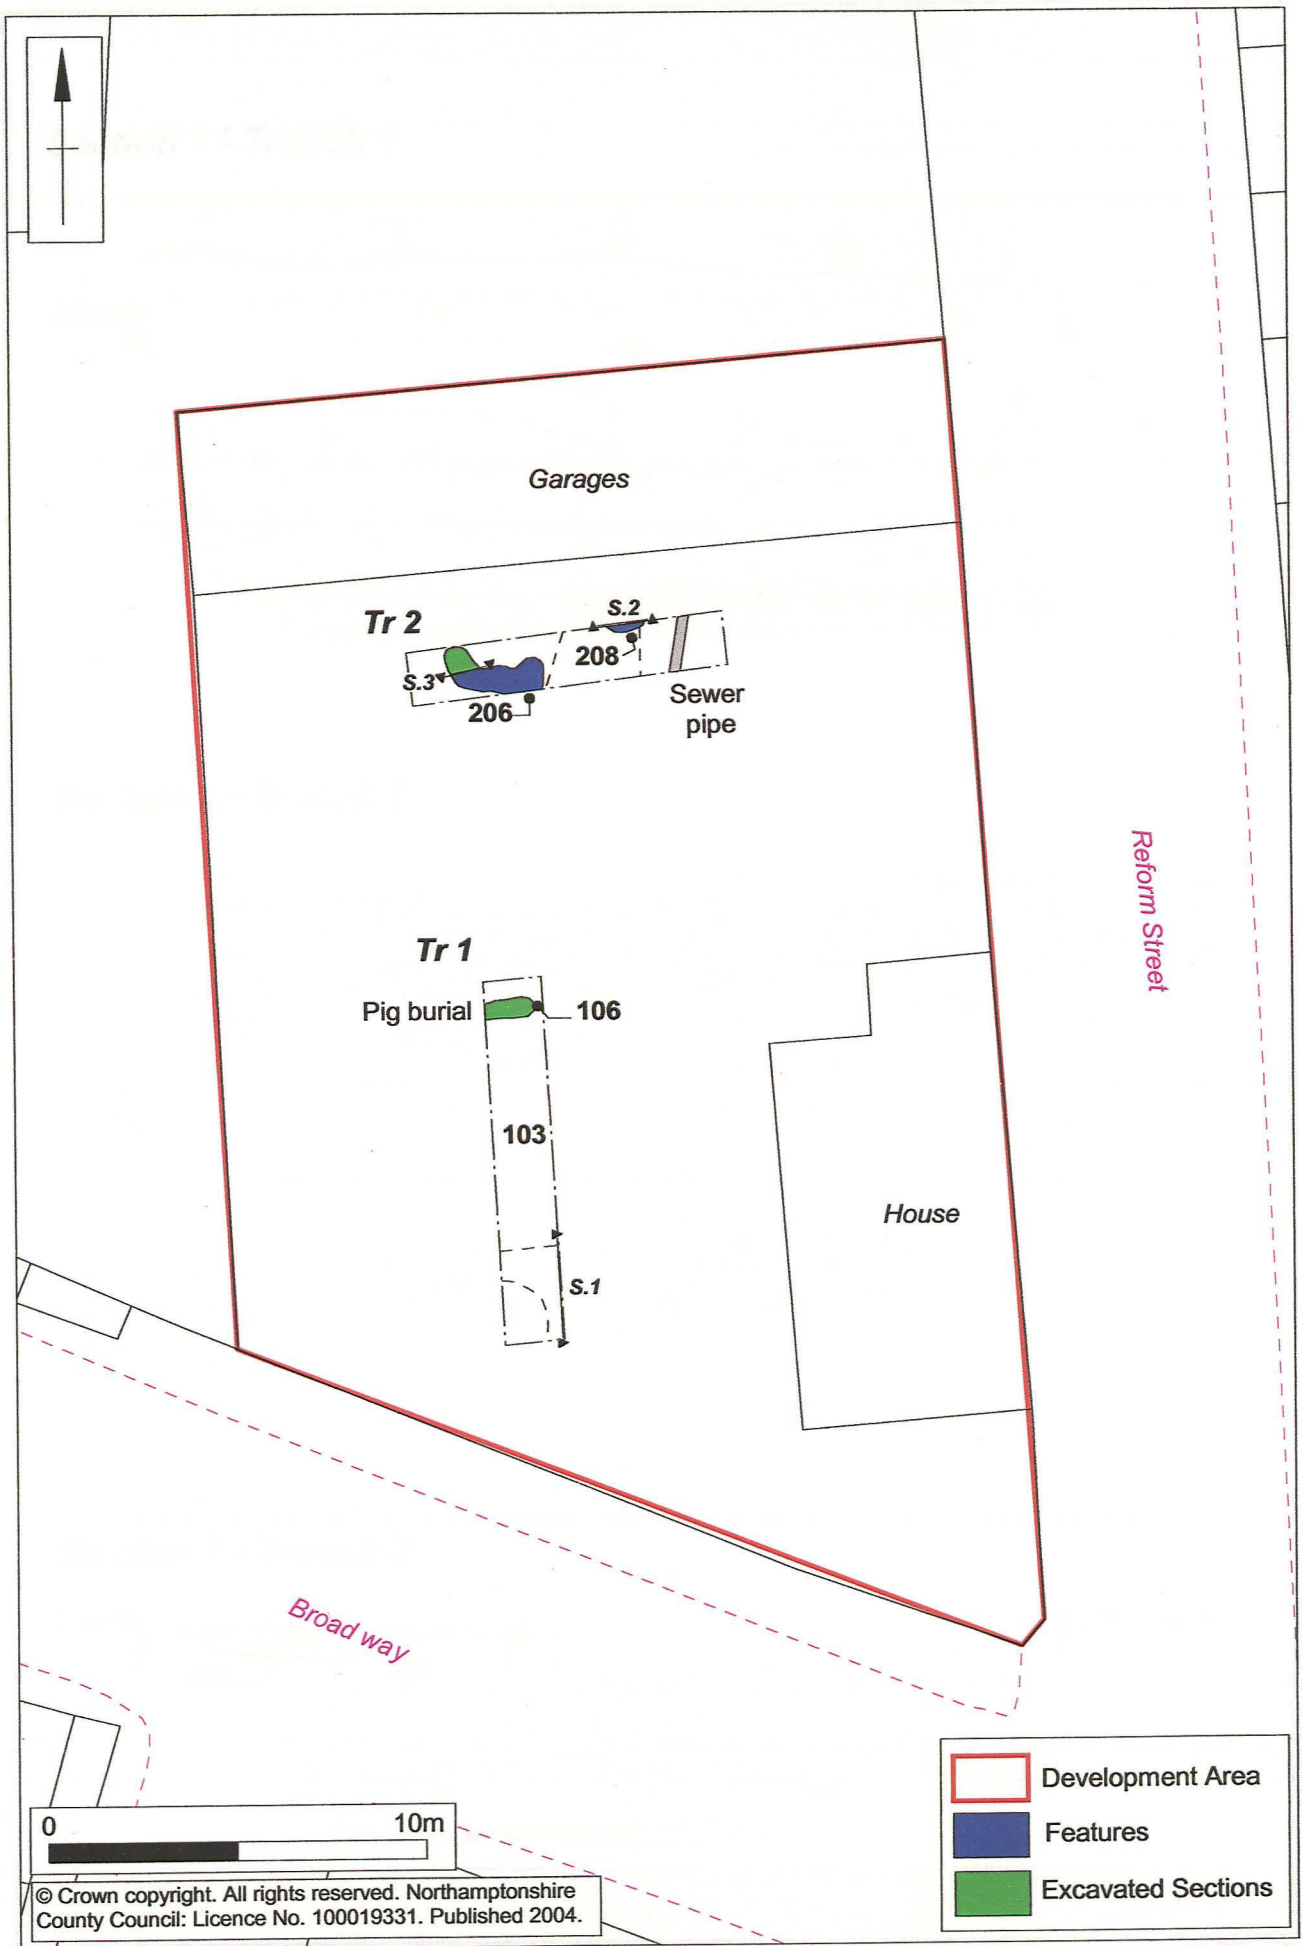 Garages
Tr 2
S.2
208
S.3
206
Sewer
pipe
Reform Street
Tr 1
Pig burial
106
103
House
S.1
Broad way
Development Area
Features
Excavated Sections
0 10m
© Crown copyright. All rights reserved. Northamptonshire
County Council: Licence No. 100019331. Published 2004.